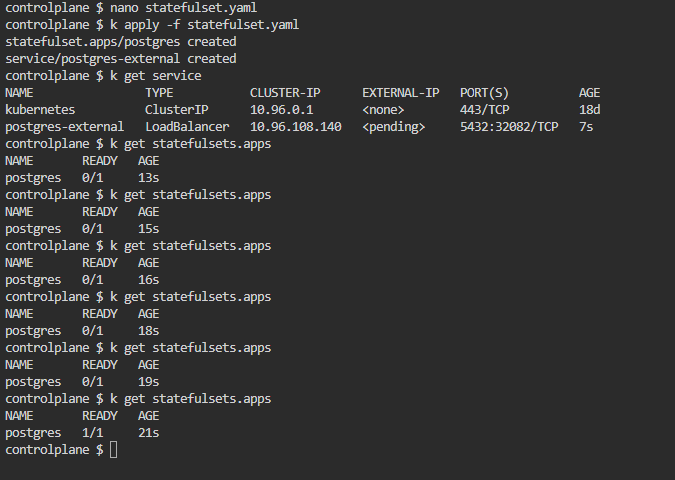 controlplane $ nano statefulset.yaml
controlplane $ k apply -f statefulset.yaml
statefulset.apps/postgres created
service/postgres-external created
controlplane $ k get service
NAME                TYPE           CLUSTER-IP      EXTERNAL-IP   PORT(S)          AGE
kubernetes          ClusterIP      10.96.0.1       <none>        443/TCP          18d
postgres-external   LoadBalancer   10.96.108.140   <pending>     5432:32082/TCP   7s
controlplane $ k get statefulsets.apps
NAME       READY   AGE
postgres   0/1     13s
controlplane $ k get statefulsets.apps
NAME       READY   AGE
postgres   0/1     15s
controlplane $ k get statefulsets.apps
NAME       READY   AGE
postgres   0/1     16s
controlplane $ k get statefulsets.apps
NAME       READY   AGE
postgres   0/1     18s
controlplane $ k get statefulsets.apps
NAME       READY   AGE
postgres   0/1     19s
controlplane $ k get statefulsets.apps
NAME       READY   AGE
postgres   1/1     21s
controlplane $